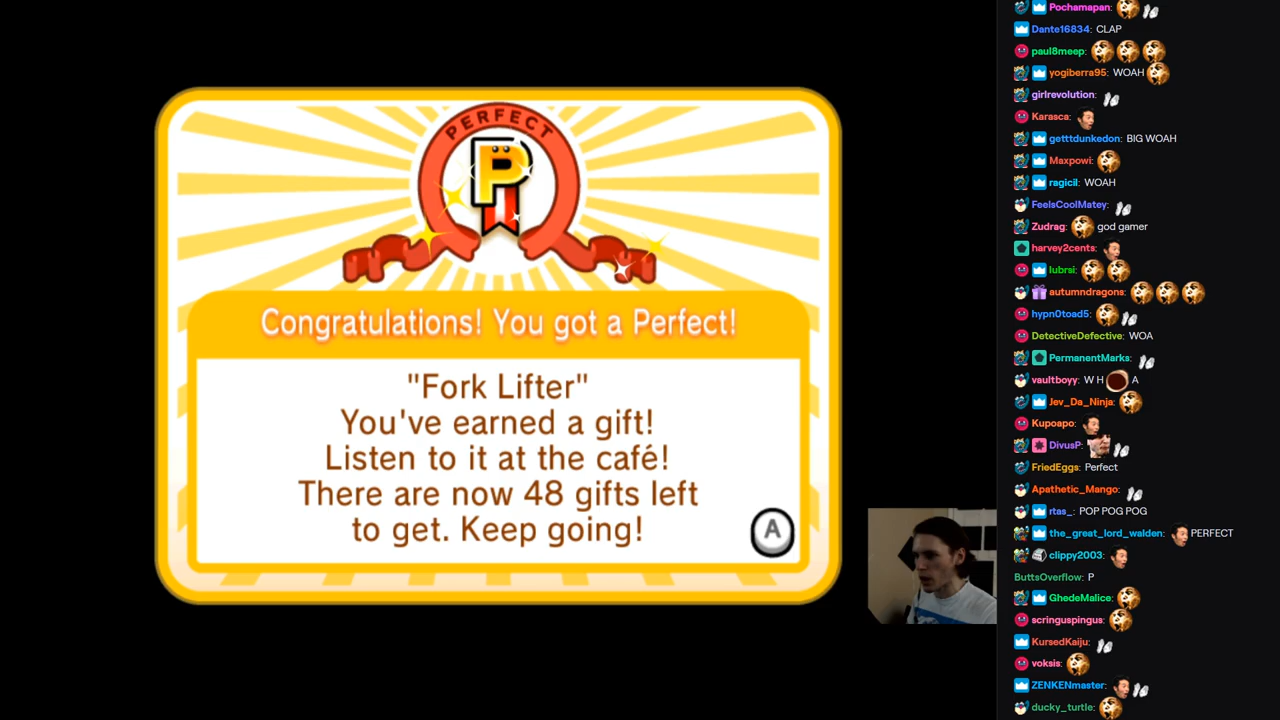 PERFECT
P
Congratulations! You got a Perfect!
"Fork Lifter"
You've earned a gift!
Listen to it at the café!
There are now 48 gifts left
to get. Keep going!
A
Pochamapan:
Dante16834: CLAP
paul8meep:
yogiberra95: WOAH
girlrevolution:
Karasca:
getttdunkedon: BIG WOAH
Maxpowi:
ragicil: WOAH
FeelsCoolMatey:
Zudrag: god gamer
harvey2cents:
lubrsi:
autumndragons:
hypn0toad5:
DetectiveDefective: WOA
PermanentMarks:
vaultboyy: W H A
Jev_Da_Ninja:
Kupoapo:
DivusP:
FriedEggs: Perfect
Apathetic_Mango:
rtas_: POP POG POG
the_great_lord_walden: PERFECT
clippy2003:
ButtsOverflow: P
GhedeMalice:
scringuspingus:
KursedKaiju:
voksis:
ZENKENmaster:
ducky_turtle: